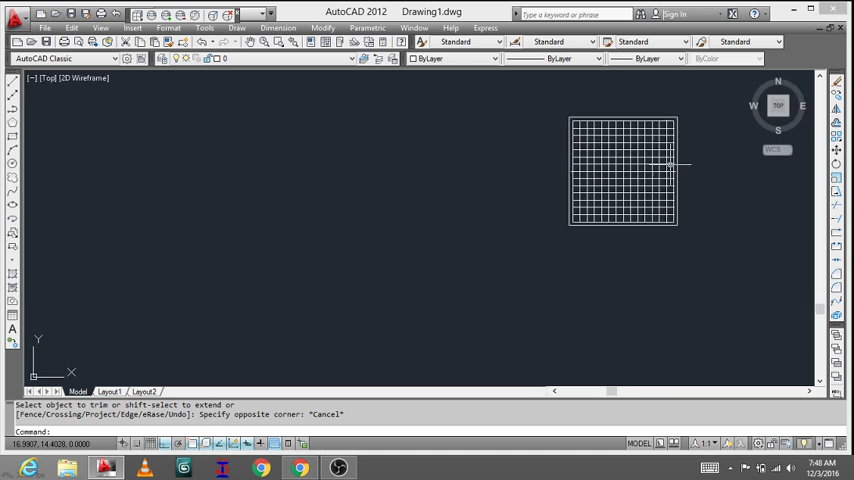 AutoCAD 2012 Drawing1.dwg
Type a keyword or phrase
Sign In
File Edit View Insert Format Tools Draw Dimension Modify Parametric Window Help Express
Standard Standard Standard Standard
AutoCAD Classic 0 ByLayer ByLayer ByLayer ByColor
[−] [Top] [2D Wireframe]
N
W TOP E
S
WCS
Y
X
Model Layout1 Layout2
Select object to trim or shift-select to extend or
[Fence/Crossing/Project/Edge/eRase/Undo]: Specify opposite corner: *Cancel*
Command:
16.9907, 14.4028, 0.0000 MODEL 1:1
7:48 AM
12/3/2016